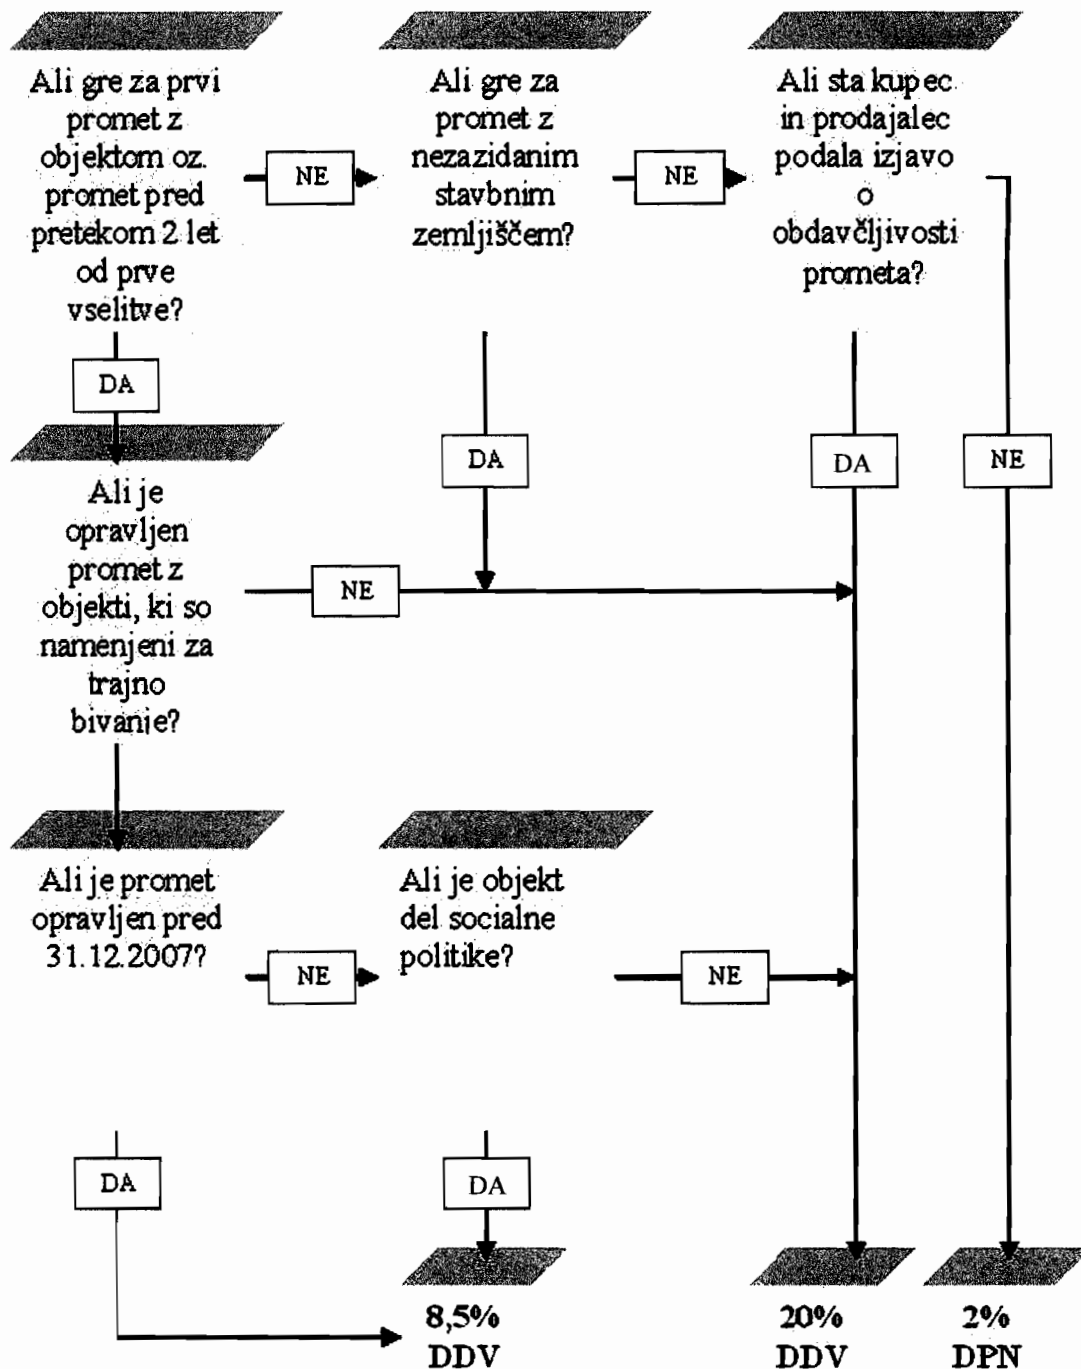 Ali gre za prvi
promet z
objektom oz.
promet pred
pretekom 2 let
od prve
vselitve?
NE
Ali gre za
promet z
nezazidanim
stavbnim
zemljiščem?
NE
Ali sta kupec
in prodajalec
podala izjavo
o
obdavčljivosti
prometa?
DA
DA
DA
NE
Ali je
opravljen
promet z
objekti, ki so
namenjeni za
trajno
bivanje?
NE
Ali je promet
opravljen pred
31.12.2007?
NE
Ali je objekt
del socialne
politike?
NE
DA
DA
8,5%
DDV
20%
DDV
2%
DPN